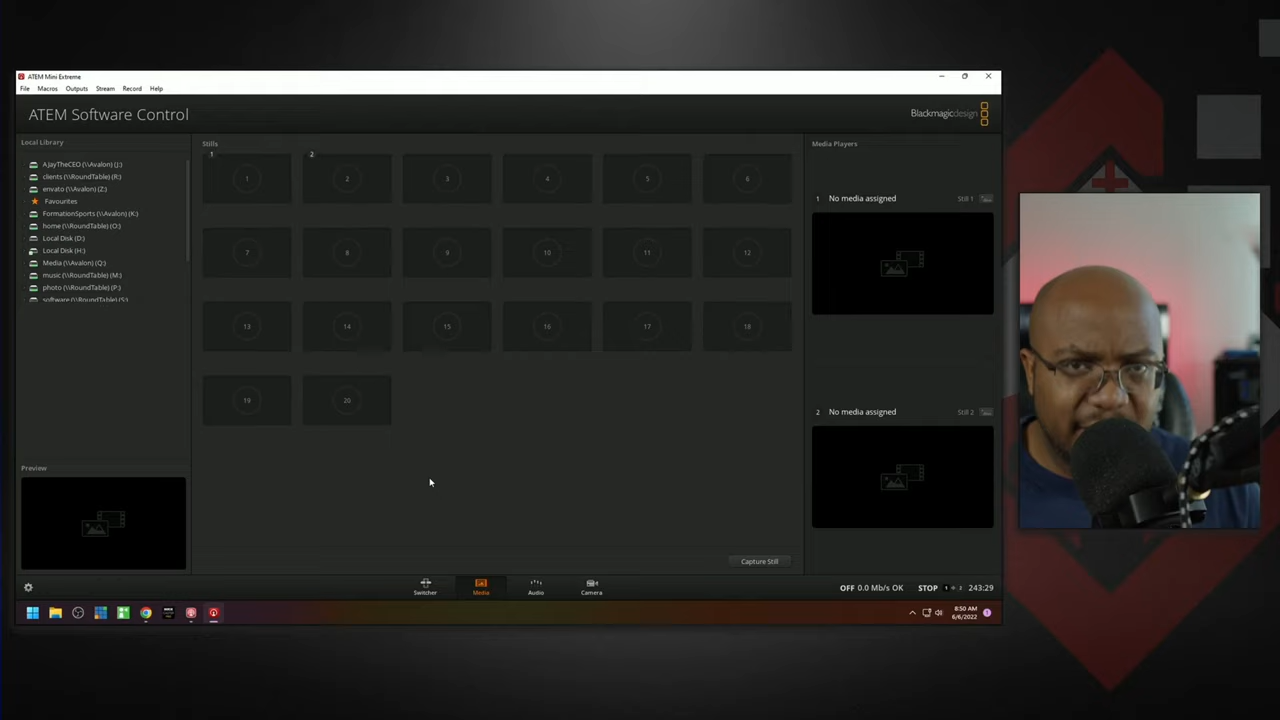 ATEM Mini Extreme
File Macros Outputs Stream Record Help
ATEM Software Control
Blackmagicdesign
Local Library
AJayTheCEO (\\Avalon) (J:)
clients (\\RoundTable) (R:)
envato (\\Avalon) (Z:)
Favourites
FormationSports (\\Avalon) (K:)
home (\\RoundTable) (O:)
Local Disk (D:)
Local Disk (H:)
Media (\\Avalon) (Q:)
music (\\RoundTable) (M:)
photo (\\RoundTable) (P:)
software (\\RoundTable) (S:)
Preview
Stills
1 2
1 2 3 4 5 6
7 8 9 10 11 12
13 14 15 16 17 18
19 20
Capture Still
Media Players
1 No media assigned Still 1
2 No media assigned Still 2
Switcher Media Audio Camera
OFF 0.0 Mb/s OK STOP 243:29
8:50 AM
6/6/2022
1